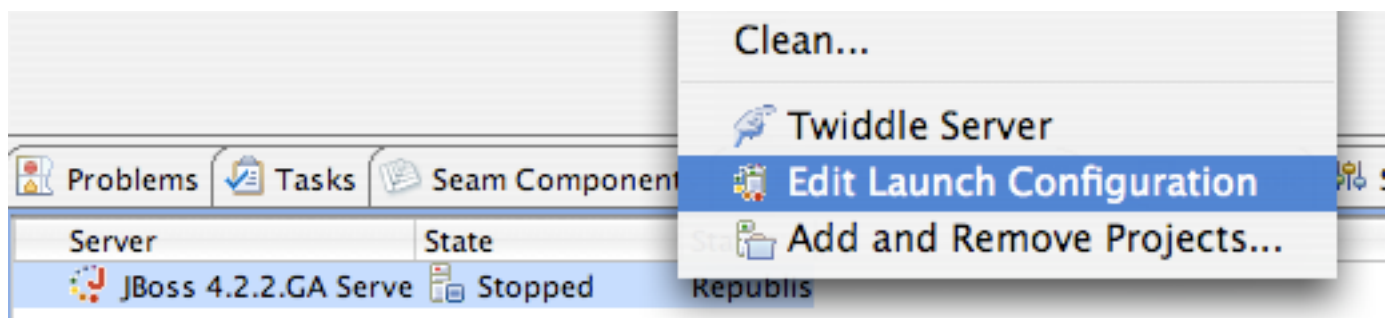 Clean...
Twiddle Server
Problems Tasks Seam Component
Edit Launch Configuration
Add and Remove Projects...
Server State
JBoss 4.2.2.GA Serve Stopped Republis